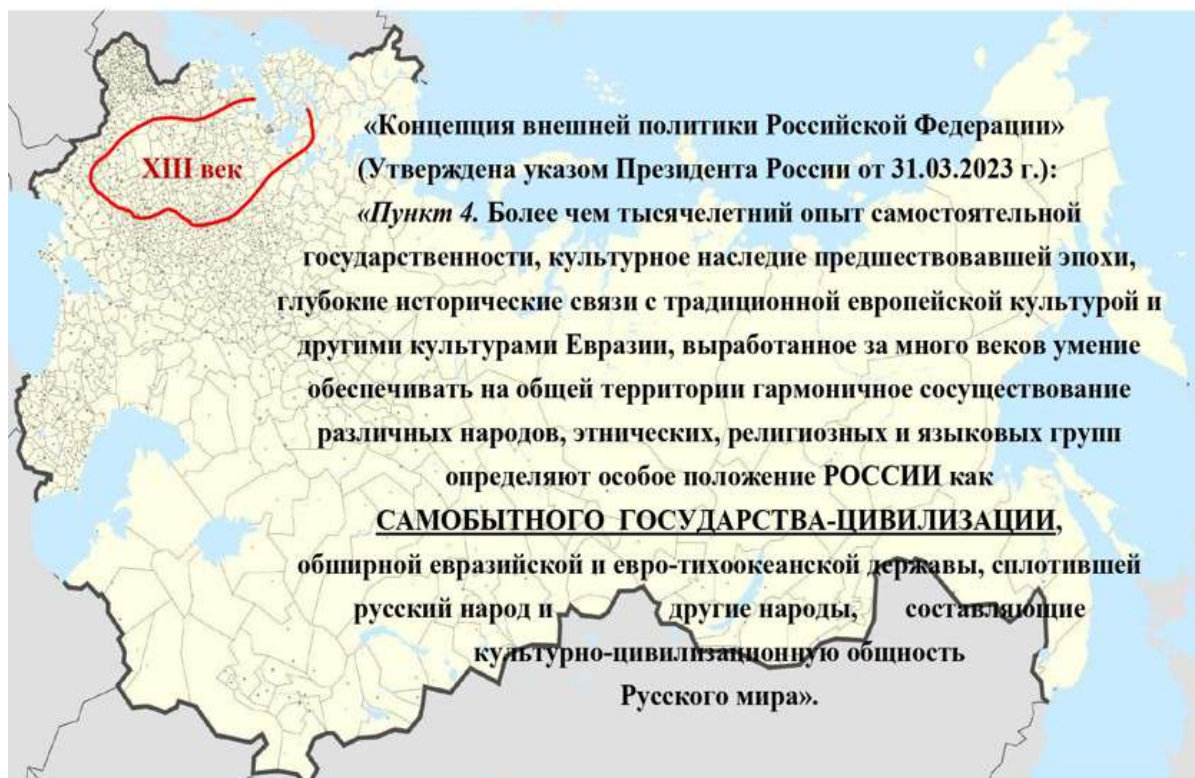 «Концепция внешней политики Российской Федерации»
XIII век
(Утверждена указом Президента России от 31.03.2023 г.):
«Пункт 4. Более чем тысячелетний опыт самостоятельной
государственности, культурное наследие предшествовавшей эпохи,
глубокие исторические связи с традиционной европейской культурой и
другими культурами Евразии, выработанное за много веков умение
обеспечивать на общей территории гармоничное сосуществование
различных народов, этнических, религиозных и языковых групп
определяют особое положение РОССИИ как
САМОБЫТНОГО ГОСУДАРСТВА-ЦИВИЛИЗАЦИИ,
обширной евразийской и евро-тихоокеанской державы, сплотившей
русский народ и другие народы, составляющие
культурно-цивилизационную общность
Русского мира».